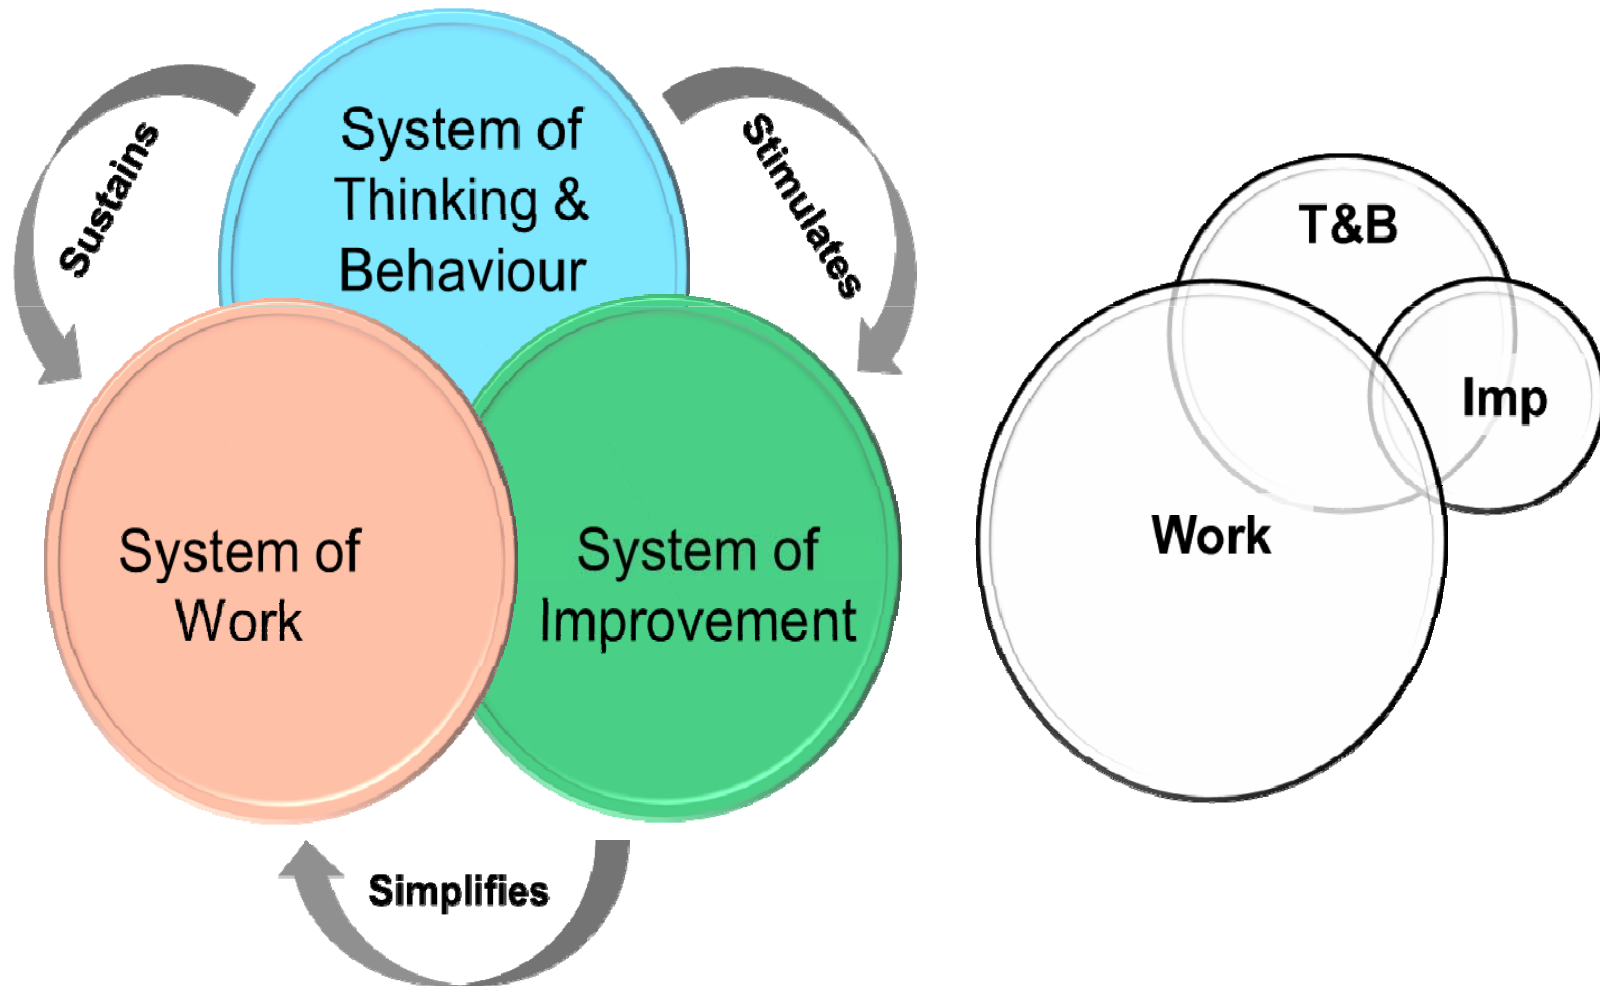 System of
Thinking &
Behaviour
Sustains
Stimulates
System of
Work
System of
Improvement
Simplifies
T&B
Imp
Work